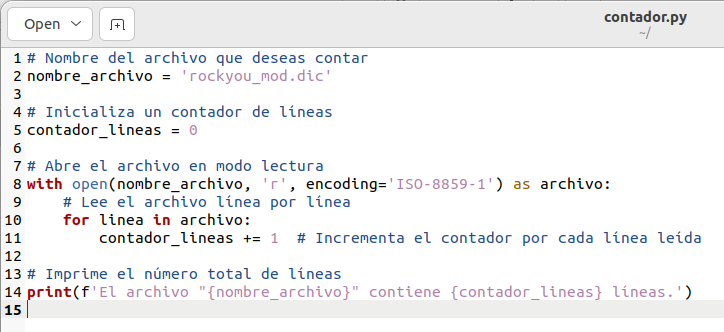 Open
contador.py
~/
1 # Nombre del archivo que deseas contar
2 nombre_archivo = 'rockyou_mod.dic'
3
4 # Inicializa un contador de líneas
5 contador_lineas = 0
6
7 # Abre el archivo en modo lectura
8 with open(nombre_archivo, 'r', encoding='ISO-8859-1') as archivo:
9     # Lee el archivo línea por línea
10     for linea in archivo:
11         contador_lineas += 1  # Incrementa el contador por cada línea leída
12
13 # Imprime el número total de líneas
14 print(f'El archivo "{nombre_archivo}" contiene {contador_lineas} líneas.')
15